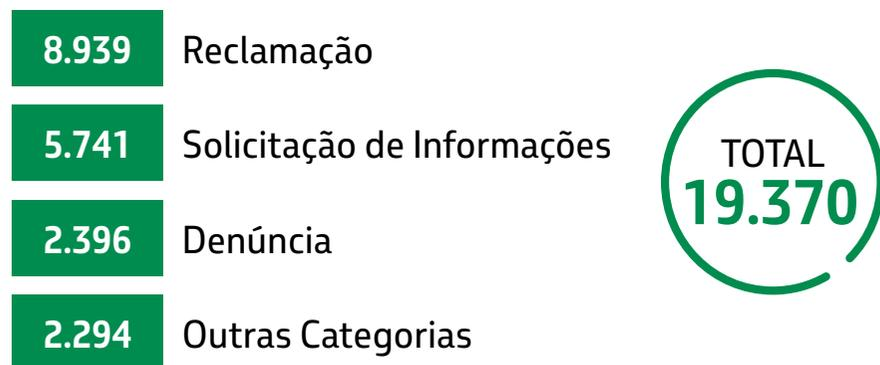 8.939 Reclamação
5.741 Solicitação de Informações
2.396 Denúncia
2.294 Outras Categorias
TOTAL
19.370